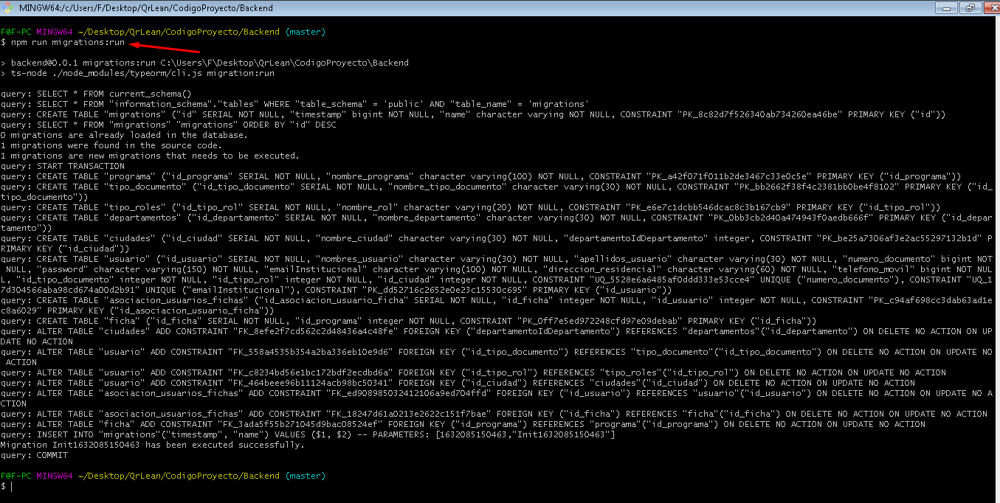 MINGW64:/c/Users/F/Desktop/QrLean/CodigoProyecto/Backend
F@F-PC MINGW64 ~/Desktop/QrLean/CodigoProyecto/Backend (master)
$ npm run migrations:run
> backend@0.0.1 migrations:run C:\Users\F\Desktop\QrLean\CodigoProyecto\Backend
> ts-node ./node_modules/typeorm/cli.js migration:run
query: SELECT * FROM current_schema()
query: SELECT * FROM "information_schema"."tables" WHERE "table_schema" = 'public' AND "table_name" = 'migrations'
query: CREATE TABLE "migrations" ("id" SERIAL NOT NULL, "timestamp" bigint NOT NULL, "name" character varying NOT NULL, CONSTRAINT "PK_8c82d7f526340ab734260ea46be" PRIMARY KEY ("id"))
query: SELECT * FROM "migrations" "migrations" ORDER BY "id" DESC
0 migrations are already loaded in the database.
1 migrations were found in the source code.
1 migrations are new migrations that needs to be executed.
query: START TRANSACTION
query: CREATE TABLE "programa" ("id_programa" SERIAL NOT NULL, "nombre_programa" character varying(100) NOT NULL, CONSTRAINT "PK_a42f071f011b2de3467c33e0c5e" PRIMARY KEY ("id_programa"))
query: CREATE TABLE "tipo_documento" ("id_tipo_documento" SERIAL NOT NULL, "nombre_tipo_documento" character varying(30) NOT NULL, CONSTRAINT "PK_bb2662f38f4c2381bb0be4f8102" PRIMARY KEY ("id_
tipo_documento"))
query: CREATE TABLE "tipo_roles" ("id_tipo_rol" SERIAL NOT NULL, "nombre_rol" character varying(20) NOT NULL, CONSTRAINT "PK_e6e7c1dcbb546dcac8c3b167cb9" PRIMARY KEY ("id_tipo_rol"))
query: CREATE TABLE "departamentos" ("id_departamento" SERIAL NOT NULL, "nombre_departamento" character varying(30) NOT NULL, CONSTRAINT "PK_0bb3cb2d40a474943f0aedb666f" PRIMARY KEY ("id_depar
tamento"))
query: CREATE TABLE "ciudades" ("id_ciudad" SERIAL NOT NULL, "nombre_ciudad" character varying(30) NOT NULL, "departamentoIdDepartamento" integer, CONSTRAINT "PK_be25a7306af3e2ac55297132b1d" P
RIMARY KEY ("id_ciudad"))
query: CREATE TABLE "usuario" ("id_usuario" SERIAL NOT NULL, "nombres_usuario" character varying(30) NOT NULL, "apellidos_usuario" character varying(30) NOT NULL, "numero_documento" bigint NOT
 NULL, "password" character varying(150) NOT NULL, "emailInstitucional" character varying(100) NOT NULL, "direccion_residencial" character varying(60) NOT NULL, "telefono_movil" bigint NOT NUL
L, "id_tipo_documento" integer NOT NULL, "id_tipo_rol" integer NOT NULL, "id_ciudad" integer NOT NULL, CONSTRAINT "UQ_5528e6a6485af0ddd333e53cce4" UNIQUE ("numero_documento"), CONSTRAINT "UQ_1
7d304566aba98cd674a00d2b91" UNIQUE ("emailInstitucional"), CONSTRAINT "PK_dd52716c2652e0e23c15530c695" PRIMARY KEY ("id_usuario"))
query: CREATE TABLE "asociacion_usuarios_fichas" ("id_asociacion_usuario_ficha" SERIAL NOT NULL, "id_ficha" integer NOT NULL, "id_usuario" integer NOT NULL, CONSTRAINT "PK_c94af698cc3dab63ad1e
c8a6029" PRIMARY KEY ("id_asociacion_usuario_ficha"))
query: CREATE TABLE "ficha" ("id_ficha" SERIAL NOT NULL, "id_programa" integer NOT NULL, CONSTRAINT "PK_0ff7e5ed972248cfd97e09debab" PRIMARY KEY ("id_ficha"))
query: ALTER TABLE "ciudades" ADD CONSTRAINT "FK_8efe2f7cd562c2d48436a4c48fe" FOREIGN KEY ("departamentoIdDepartamento") REFERENCES "departamentos"("id_departamento") ON DELETE NO ACTION ON UP
DATE NO ACTION
query: ALTER TABLE "usuario" ADD CONSTRAINT "FK_558a4535b354a2ba336eb10e9d6" FOREIGN KEY ("id_tipo_documento") REFERENCES "tipo_documento"("id_tipo_documento") ON DELETE NO ACTION ON UPDATE NO
 ACTION
query: ALTER TABLE "usuario" ADD CONSTRAINT "FK_c8234bd56e1bc172bdf2ecdbd6a" FOREIGN KEY ("id_tipo_rol") REFERENCES "tipo_roles"("id_tipo_rol") ON DELETE NO ACTION ON UPDATE NO ACTION
query: ALTER TABLE "usuario" ADD CONSTRAINT "FK_464beee96b11124acb98bc50341" FOREIGN KEY ("id_ciudad") REFERENCES "ciudades"("id_ciudad") ON DELETE NO ACTION ON UPDATE NO ACTION
query: ALTER TABLE "asociacion_usuarios_fichas" ADD CONSTRAINT "FK_ed908985032412106a9ed704ffd" FOREIGN KEY ("id_usuario") REFERENCES "usuario"("id_usuario") ON DELETE NO ACTION ON UPDATE NO A
CTION
query: ALTER TABLE "asociacion_usuarios_fichas" ADD CONSTRAINT "FK_18247d61a0213e2622c151f7bae" FOREIGN KEY ("id_ficha") REFERENCES "ficha"("id_ficha") ON DELETE NO ACTION ON UPDATE NO ACTION
query: ALTER TABLE "ficha" ADD CONSTRAINT "FK_3ada5f55b271045d9bac08524ef" FOREIGN KEY ("id_programa") REFERENCES "programa"("id_programa") ON DELETE NO ACTION ON UPDATE NO ACTION
query: INSERT INTO "migrations"("timestamp", "name") VALUES ($1, $2) -- PARAMETERS: [1632085150463,"Init1632085150463"]
Migration Init1632085150463 has been executed successfully.
query: COMMIT
F@F-PC MINGW64 ~/Desktop/QrLean/CodigoProyecto/Backend (master)
$